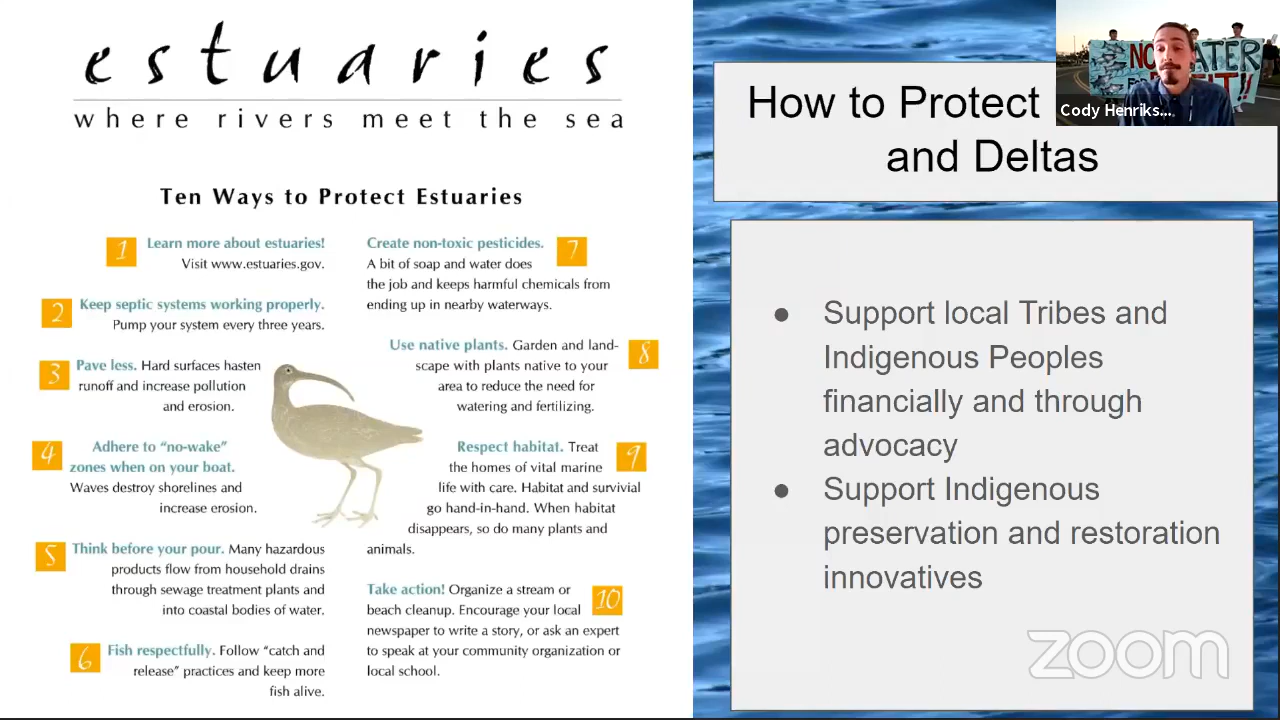 estuaries
where rivers meet the sea
Ten Ways to Protect Estuaries
1
Learn more about estuaries!
Visit www.estuaries.gov.
2
Keep septic systems working properly.
Pump your system every three years.
3
Pave less. Hard surfaces hasten
runoff and increase pollution
and erosion.
4
Adhere to “no-wake”
zones when on your boat.
Waves destroy shorelines and
increase erosion.
5
Think before your pour. Many hazardous
products flow from household drains
through sewage treatment plants and
into coastal bodies of water.
6
Fish respectfully. Follow “catch and
release” practices and keep more
fish alive.
Create non-toxic pesticides.
7
A bit of soap and water does
the job and keeps harmful chemicals from
ending up in nearby waterways.
Use native plants. Garden and land-
8
scape with plants native to your
area to reduce the need for
watering and fertilizing.
Respect habitat. Treat
9
the homes of vital marine
life with care. Habitat and survivial
go hand-in-hand. When habitat
disappears, so do many plants and
animals.
Take action! Organize a stream or
10
beach cleanup. Encourage your local
newspaper to write a story, or ask an expert
to speak at your community organization or
local school.
How to Protect
and Deltas
Cody Henriks...
● Support local Tribes and
Indigenous Peoples
financially and through
advocacy
● Support Indigenous
preservation and restoration
innovatives
zoom